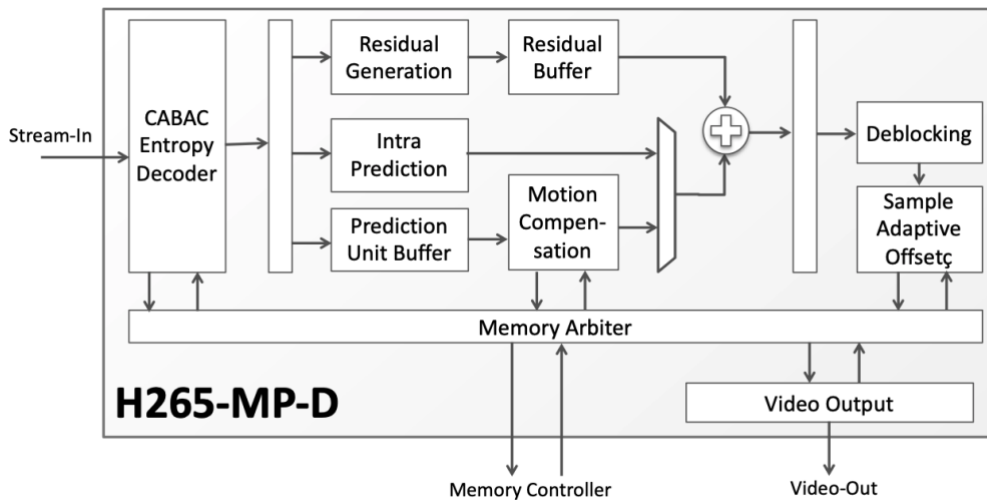 Stream-In
CABAC
Entropy
Decoder
Residual
Generation
Residual
Buffer
Intra
Prediction
Prediction
Unit Buffer
Motion
Compen-
sation
Deblocking
Sample
Adaptive
Offsetç
Memory Arbiter
H265-MP-D
Video Output
Memory Controller
Video-Out